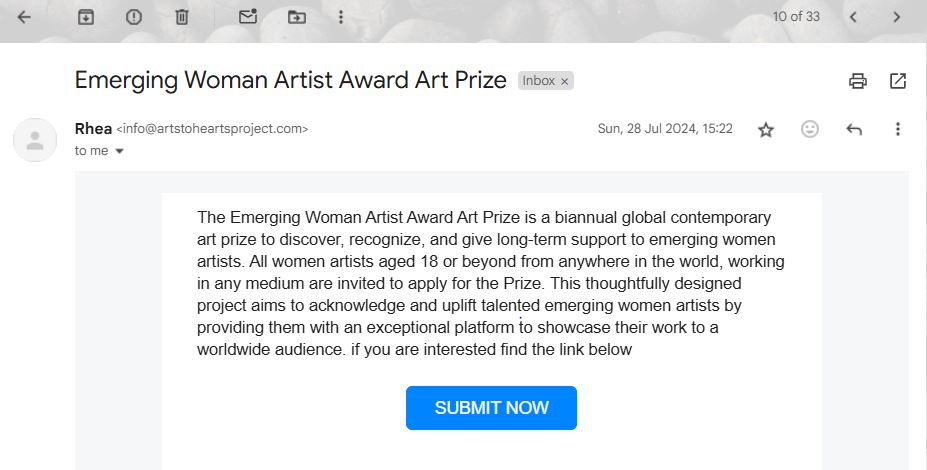 10 of 33
Emerging Woman Artist Award Art Prize Inbox ×
Rhea <info@artstoheartsproject.com> Sun, 28 Jul 2024, 15:22
to me
The Emerging Woman Artist Award Art Prize is a biannual global contemporary
art prize to discover, recognize, and give long-term support to emerging women
artists. All women artists aged 18 or beyond from anywhere in the world, working
in any medium are invited to apply for the Prize. This thoughtfully designed
project aims to acknowledge and uplift talented emerging women artists by
providing them with an exceptional platform to showcase their work to a
worldwide audience. if you are interested find the link below
SUBMIT NOW